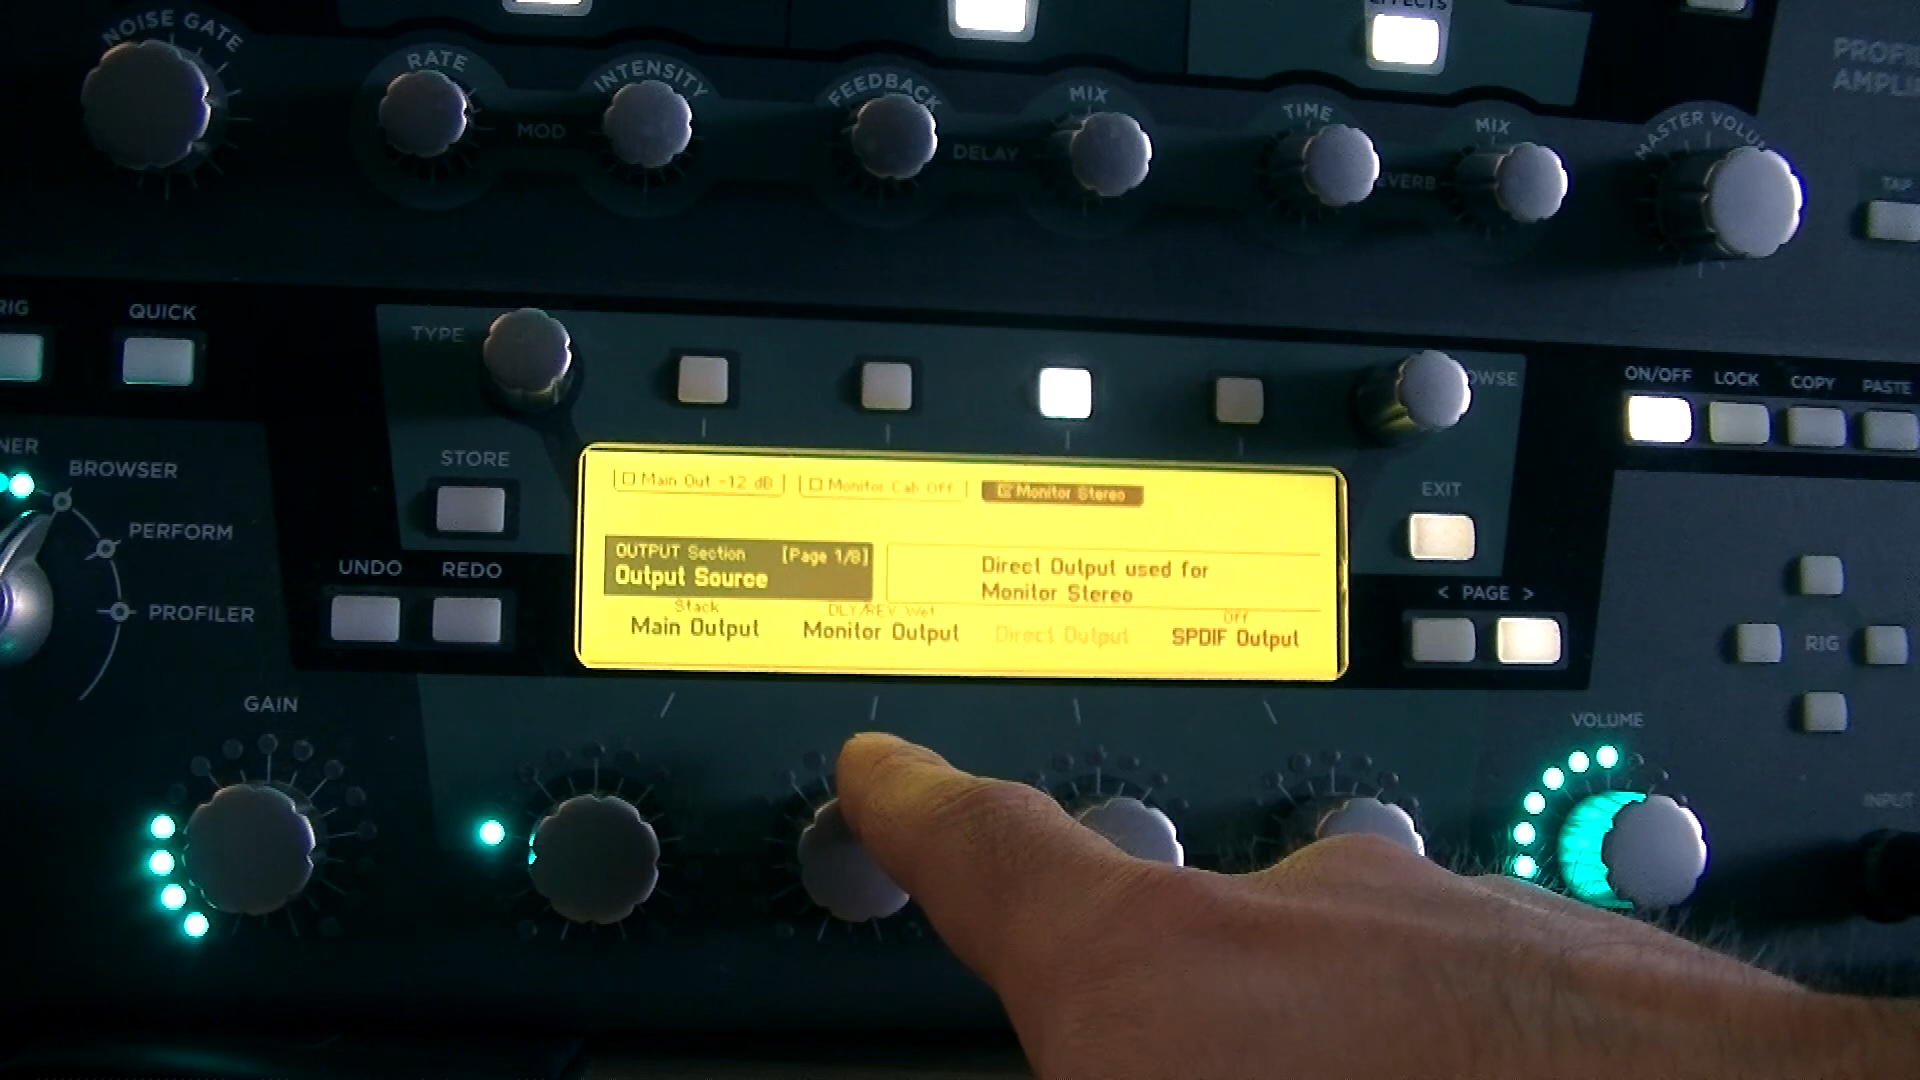 EFFECTS
NOISE GATE
RATE
INTENSITY
FEEDBACK
MIX
TIME
MIX
MASTER
MOD
DELAY
TAP
RIG
QUICK
TYPE
ON/OFF
LOCK
COPY
PASTE
BROWSER
STORE
EXIT
Main Out -12 dB
Monitor Cab Off
Monitor Stereo
PERFORM
OUTPUT Section [Page 1/8]
Output Source
Direct Output used for
Monitor Stereo
UNDO
REDO
< PAGE >
PROFILER
Stack
DLY/REV Wet
Off
Main Output
Monitor Output
Direct Output
SPDIF Output
RIG
GAIN
VOLUME
INPUT